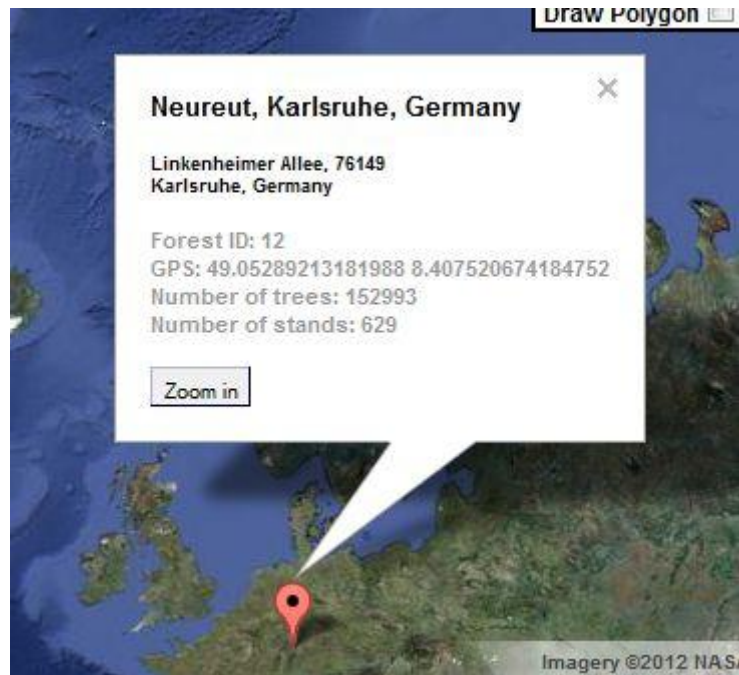 Draw Polygon
Neureut, Karlsruhe, Germany
Linkenheimer Allee, 76149
Karlsruhe, Germany
Forest ID: 12
GPS: 49.05289213181988 8.407520674184752
Number of trees: 152993
Number of stands: 629
Zoom in
Imagery ©2012 NASA